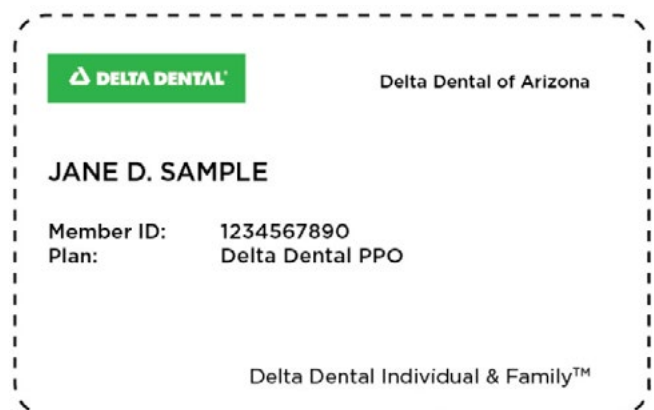 DELTA DENTAL®
Delta Dental of Arizona
JANE D. SAMPLE
Member ID: 1234567890
Plan: Delta Dental PPO
Delta Dental Individual & Family™